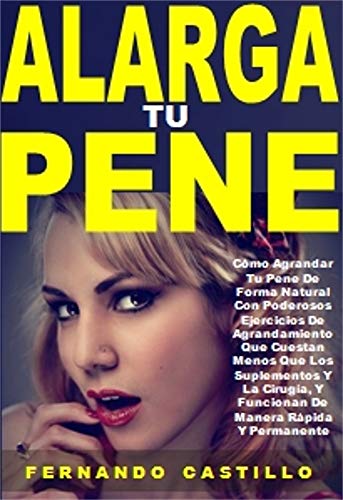 ALARGA
TU
PENE
Cómo Agrandar
Tu Pene De
Forma Natural
Con Poderosos
Ejercicios De
Agrandamiento
Que Cuestan
Menos Que Los
Suplementos Y
La Cirugía, Y
Funcionan De
Manera Rápida
Y Permanente
FERNANDO CASTILLO